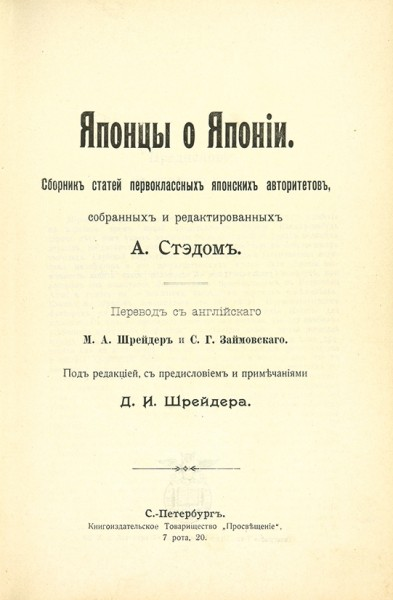 Японцы о Японіи.
Сборникъ статей первоклассныхъ японскихъ авторитетовъ,
собранныхъ и редактированныхъ
А. Стэдомъ.
Переводъ съ англійскаго
М. А. Шрейдеръ и С. Г. Займовскаго.
Подъ редакціей, съ предисловіемъ и примѣчаніями
Д. И. Шрейдера.
С.-Петербургъ.
Книгоиздательское Товарищество „Просвѣщеніе“,
7 рота, 20.